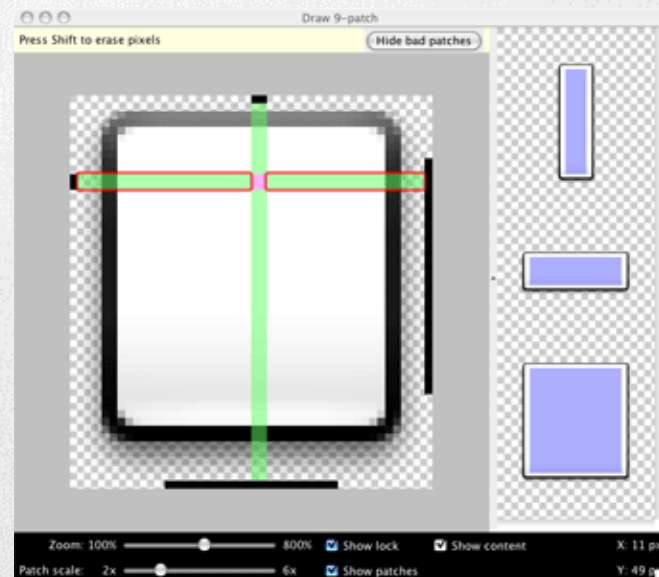 Draw 9-patch
Press Shift to erase pixels
Hide bad patches
Zoom: 100% 800% Show lock Show content X: 11 px
Patch scale: 2x 6x Show patches Y: 49 p